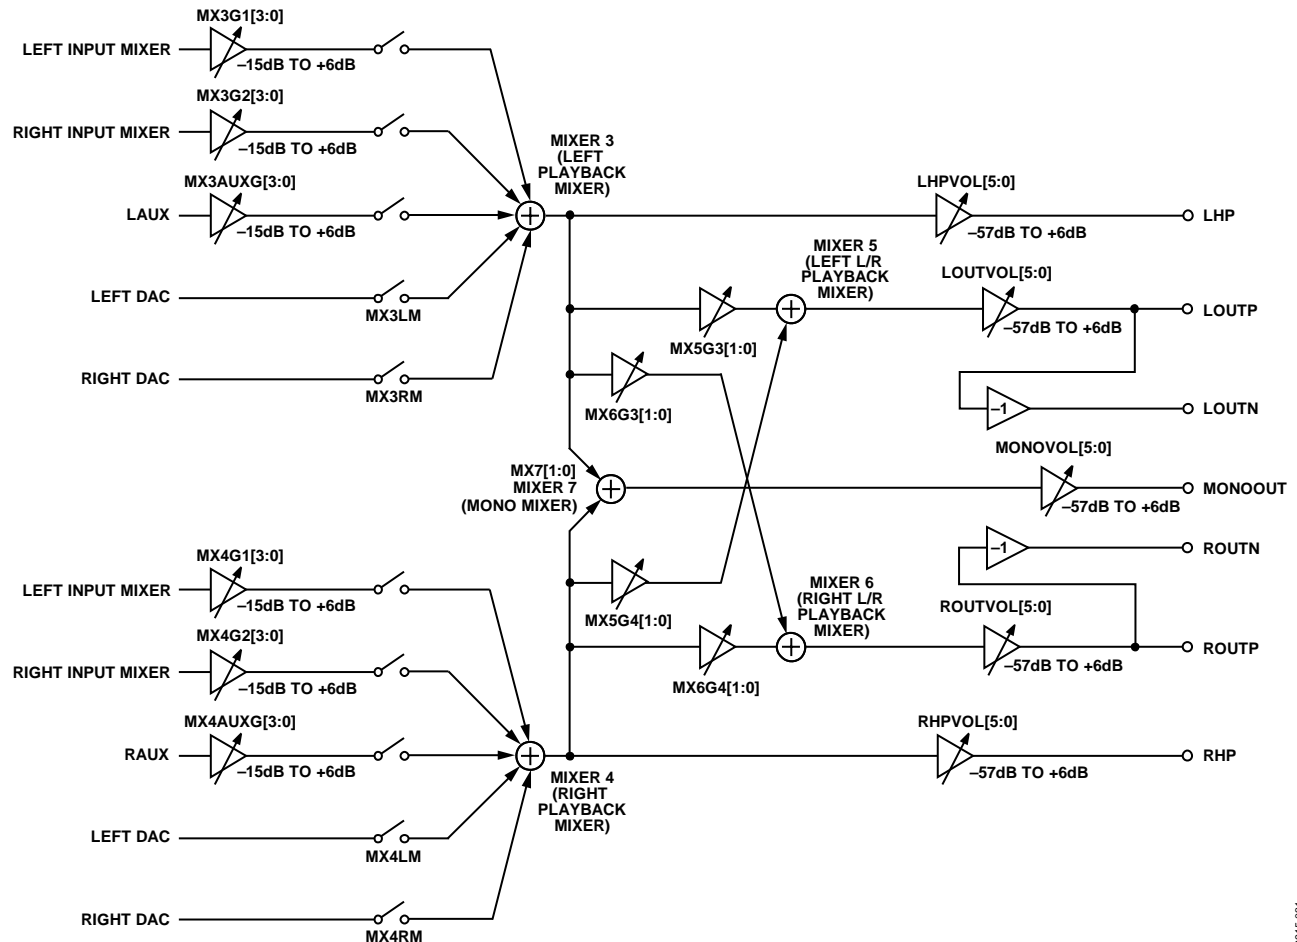 MX3G1[3:0]
LEFT INPUT MIXER
–15dB TO +6dB
MX3G2[3:0]
RIGHT INPUT MIXER
–15dB TO +6dB
MIXER 3
(LEFT
PLAYBACK
MIXER)
MX3AUXG[3:0]
LAUX
–15dB TO +6dB
LEFT DAC
MX3LM
RIGHT DAC
MX3RM
LHPVOL[5:0]
–57dB TO +6dB
LHP
MIXER 5
(LEFT L/R
PLAYBACK
MIXER)
LOUTVOL[5:0]
–57dB TO +6dB
LOUTP
MX5G3[1:0]
MX6G3[1:0]
–1
LOUTN
MX7[1:0]
MIXER 7
(MONO MIXER)
MONOVOL[5:0]
–57dB TO +6dB
MONOOUT
–1
ROUTN
MX5G4[1:0]
MIXER 6
(RIGHT L/R
PLAYBACK
MIXER)
ROUTVOL[5:0]
–57dB TO +6dB
ROUTP
MX6G4[1:0]
MX4G1[3:0]
LEFT INPUT MIXER
–15dB TO +6dB
MX4G2[3:0]
RIGHT INPUT MIXER
–15dB TO +6dB
MX4AUXG[3:0]
RAUX
–15dB TO +6dB
RHPVOL[5:0]
–57dB TO +6dB
RHP
MIXER 4
(RIGHT
PLAYBACK
MIXER)
LEFT DAC
MX4LM
RIGHT DAC
MX4RM